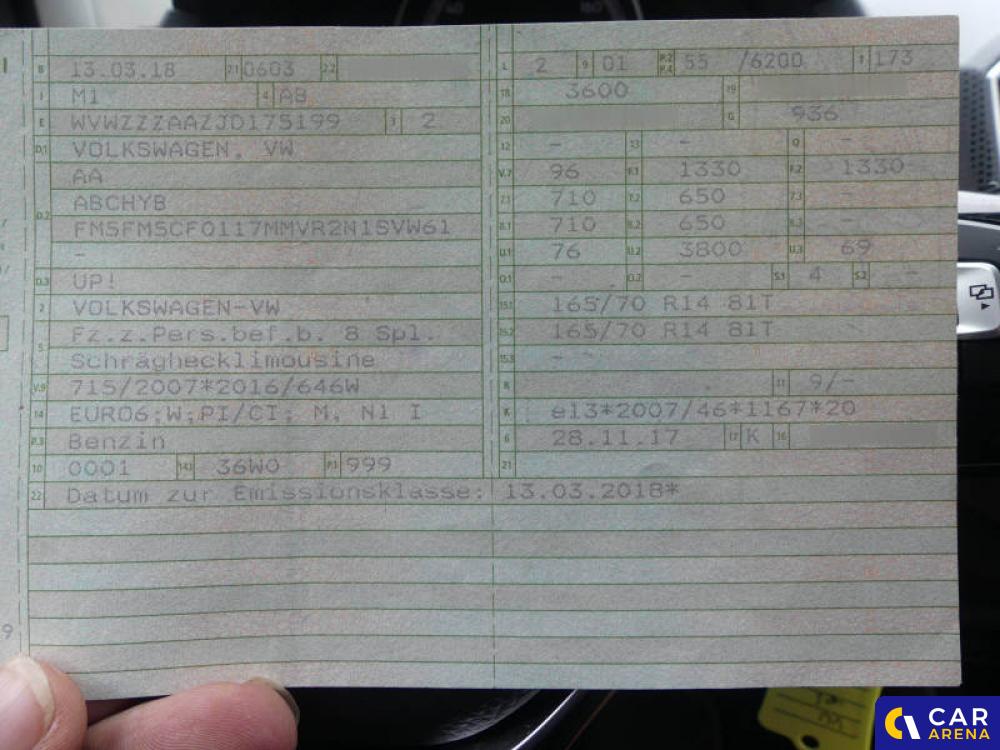 B 13.03.18 2.1 0603 2.2
J M1 4 AB
E WVWZZZAAZJD175199 3 2
D.1 VOLKSWAGEN, VW
AA
D.2 ABCHYB
FM5FM5CF0117MMVR2N1SVW61
-
D.3 UP!
2 VOLKSWAGEN-VW
5 Fz.z.Pers.bef.b. 8 Spl.
Schräghecklimousine
V.9 715/2007*2016/646W
14 EURO6;W;PI/CI; M, N1 I
P.3 Benzin
10 0001 14.1 36W0 P.1 999
22 Datum zur Emissionsklasse: 13.03.2018*
L 2 9 01 P.2 P.4 55 /6200 T 173
18 3600 19
20 G 936
12 - 13 - Q -
V.7 96 F.1 1330 F.2 1330
7.1 710 7.2 650 7.3 -
8.1 710 8.2 650 8.3 -
U.1 76 U.2 3800 U.3 69
O.1 - O.2 - S.1 4 S.2 -
15.1 165/70 R14 81T
15.2 165/70 R14 81T
15.3 -
R 11 9/-
K e13*2007/46*1167*20
6 28.11.17 17 K 16
21
9
CAR
ARENA